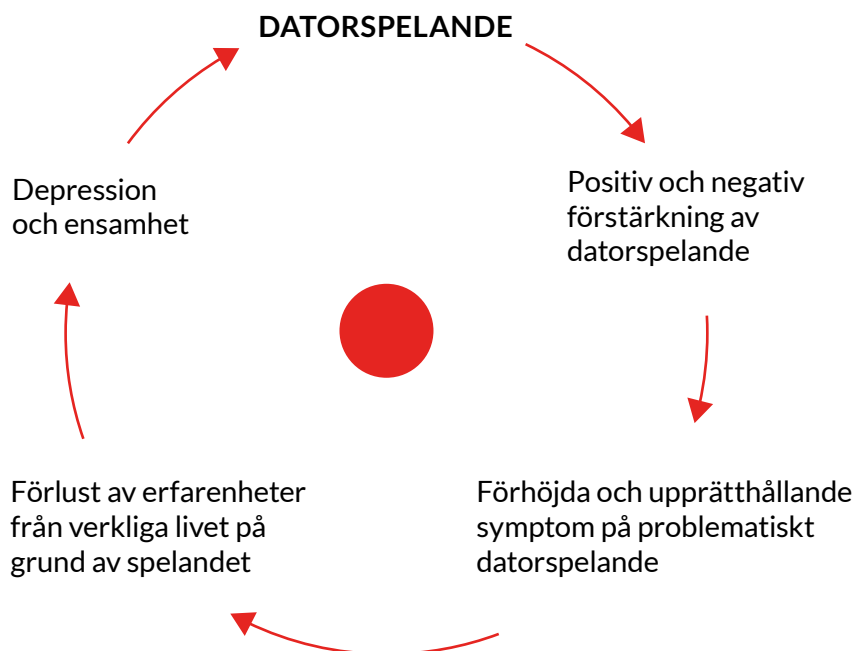 DATORSPELANDE
Positiv och negativ
förstärkning av
datorspelande
Förhöjda och upprätthållande
symptom på problematiskt
datorspelande
Förlust av erfarenheter
från verkliga livet på
grund av spelandet
Depression
och ensamhet